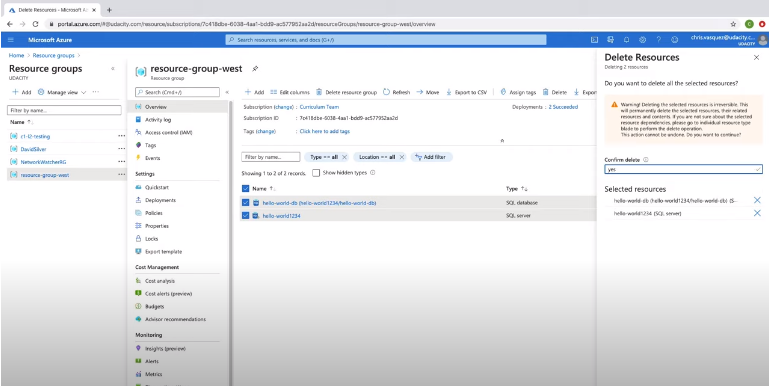 Delete Resources - Microsoft Az
portal.azure.com/#@udacity.com/resource/subscriptions/7c418dbe-6038-4aa1-bdd9-ac577952aa2d/resourceGroups/resource-group-west/overview
Microsoft Azure
Search resources, services, and docs (G+/)
chris.vasquez@udacity.c...
UDACITY
Home > Resource groups >
Resource groups
UDACITY
+ Add
Manage view
...
Filter by name...
Name ↑↓
c1-l2-testing
DavidSilver
NetworkWatcherRG
resource-group-west
resource-group-west
Resource group
Search (Cmd+/)
Overview
Activity log
Access control (IAM)
Tags
Events
Settings
Quickstart
Deployments
Policies
Properties
Locks
Export template
Cost Management
Cost analysis
Cost alerts (preview)
Budgets
Advisor recommendations
Monitoring
Insights (preview)
Alerts
Metrics
+ Add
Edit columns
Delete resource group
Refresh
Move
Export to CSV
Assign tags
Delete
Export
Subscription (change) : Curriculum Team
Deployments : 2 Succeeded
Subscription ID : 7c418dbe-6038-4aa1-bdd9-ac577952aa2d
Tags (change) : Click here to add tags
Filter by name...
Type == all
Location == all
Add filter
Showing 1 to 2 of 2 records.
Show hidden types
Name ↑
Type ↑↓
hello-world-db (hello-world1234/hello-world-db)
SQL database
hello-world1234
SQL server
Delete Resources
Deleting 2 resources
Do you want to delete all the selected resources?
Warning! Deleting the selected resources is irreversible. This
will permanently delete the selected resources, their related
resources and contents. If you are not sure about the selected
resource dependencies, please go to individual resource type
blade to perform the delete operation.
This action cannot be undone. Do you want to continue?
Confirm delete
yes
Selected resources
hello-world-db (hello-world1234/hello-world-db) (S...
hello-world1234 (SQL server)